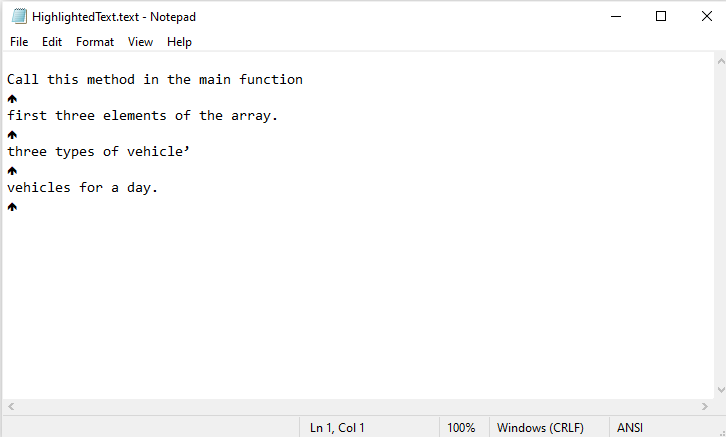 HighlightedText.text - Notepad
File Edit Format View Help
Call this method in the main function
🡩
first three elements of the array.
🡩
three types of vehicle’
🡩
vehicles for a day.
🡩
Ln 1, Col 1 100% Windows (CRLF) ANSI